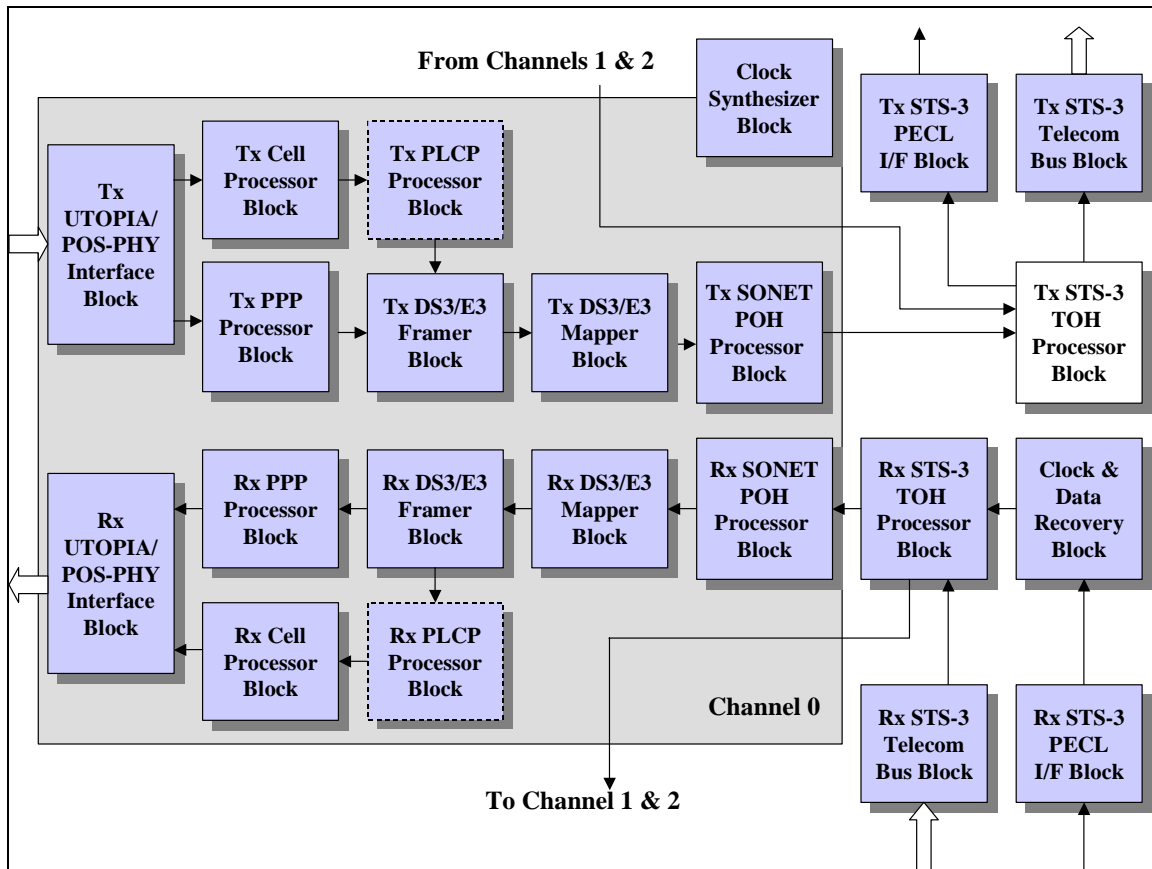 From Channels 1 & 2
Clock
Synthesizer
Block
Tx STS-3
PECL
I/F Block
Tx STS-3
Telecom
Bus Block
Tx
UTOPIA/
POS-PHY
Interface
Block
Tx Cell
Processor
Block
Tx PLCP
Processor
Block
Tx PPP
Processor
Block
Tx DS3/E3
Framer
Block
Tx DS3/E3
Mapper
Block
Tx SONET
POH
Processor
Block
Tx STS-3
TOH
Processor
Block
Rx
UTOPIA/
POS-PHY
Interface
Block
Rx PPP
Processor
Block
Rx DS3/E3
Framer
Block
Rx DS3/E3
Mapper
Block
Rx SONET
POH
Processor
Block
Rx STS-3
TOH
Processor
Block
Clock &
Data
Recovery
Block
Rx Cell
Processor
Block
Rx PLCP
Processor
Block
Channel 0
Rx STS-3
Telecom
Bus Block
Rx STS-3
PECL
I/F Block
To Channel 1 & 2